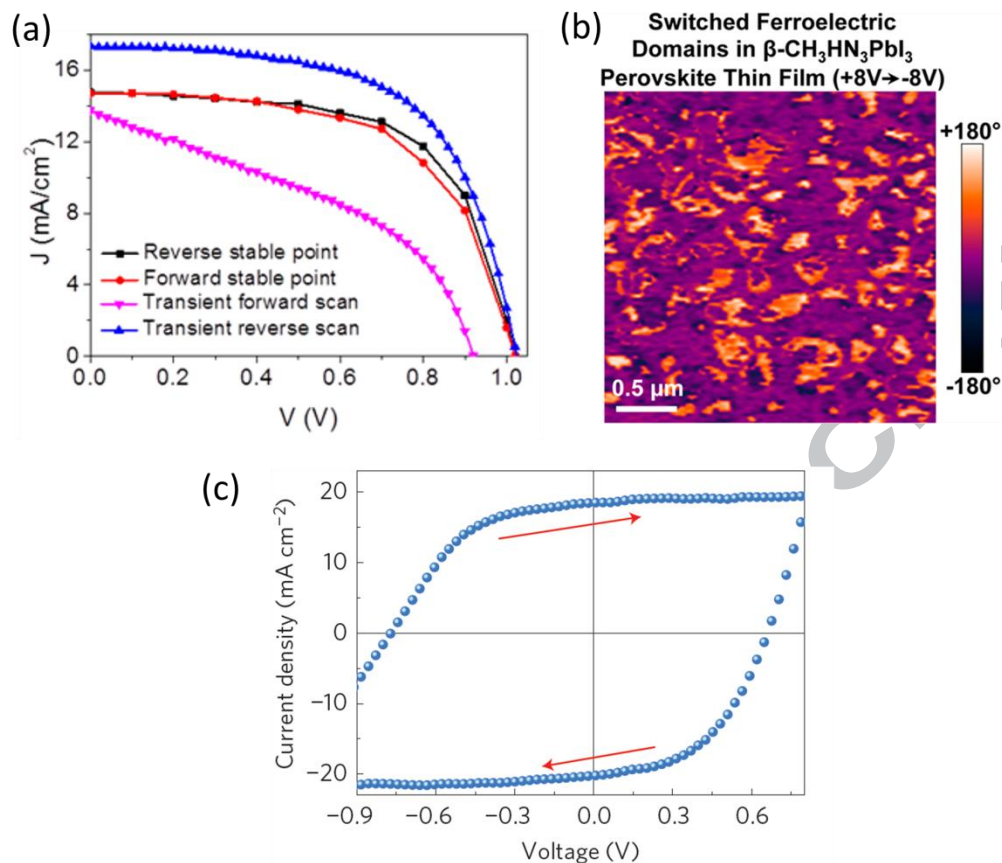 (a)
16
12
8
4
0
J (mA/cm²)
Reverse stable point
Forward stable point
Transient forward scan
Transient reverse scan
0.0 0.2 0.4 0.6 0.8 1.0
V (V)
(b)
Switched Ferroelectric
Domains in β-CH₃HN₃PbI₃
Perovskite Thin Film (+8V→-8V)
+180°
-180°
0.5 µm
(c)
20
10
0
−10
−20
Current density (mA cm⁻²)
−0.9 −0.6 −0.3 0.0 0.3 0.6
Voltage (V)